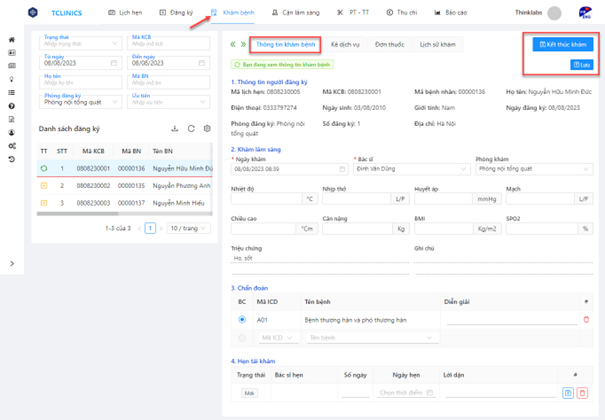 TCLINICS
Lịch hẹn
Đăng ký
Khám bệnh
Cận lâm sàng
PT - TT
Thu chi
Báo cáo
Thinklabs
Trạng thái
Nhập trạng thái
Mã KCB
Nhập mã kcb
Từ ngày
08/08/2023
Đến ngày
08/08/2023
Họ tên
Nhập họ tên
Mã BN
Nhập mã BN
Phòng đăng ký
Phòng nội tổng quát
Ưu tiên
Nhập ưu tiên
Danh sách đăng ký
TT STT Mã KCB Mã BN Tên BN
1 0808230001 00000136 Nguyễn Hữu Minh Đứ
2 0808230002 00000135 Nguyễn Phương Anh
3 0808230003 00000137 Nguyễn Minh Hiếu
1-3 của 3 < 1 > 10 / trang
Thông tin khám bệnh Kê dịch vụ Đơn thuốc Lịch sử khám
Kết thúc khám
Lưu
Bạn đang xem thông tin khám bệnh
1. Thông tin người đăng ký
Mã lịch hẹn: 0808230005 Mã KCB: 0808230001 Mã bệnh nhân: 00000136 Họ tên: Nguyễn Hữu Minh Đức
Điện thoại: 0333797274 Ngày sinh: 03/08/2010 Giới tính: Nam Ngày đăng ký: 08/08/2023
Phòng đăng ký: Phòng nội tổng quát Số đăng ký: 1 Địa chỉ: Hà Nội
2. Khám lâm sàng
* Ngày khám * Bác sĩ Phòng khám
08/08/2023 08:39 Đinh Văn Dũng Phòng nội tổng quát
Nhiệt độ Nhịp thở Huyết áp Mạch
°C L/P mmHg L/P
Chiều cao Cân nặng BMI SPO2
°Cm Kg Kg/m2 %
Triệu chứng Ghi chú
Ho, sốt
3. Chẩn đoán
BC Mã ICD Tên bệnh Diễn giải #
A01 Bệnh thương hàn và phó thương hàn
Mã ICD Tên bệnh
4. Hẹn tái khám
Trạng thái Bác sĩ hẹn Số ngày Ngày hẹn Lời dặn #
Mới Chọn thời điểm